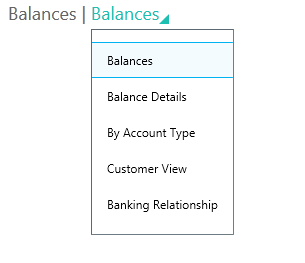 Balances | Balances
Balances
Balance Details
By Account Type
Customer View
Banking Relationship